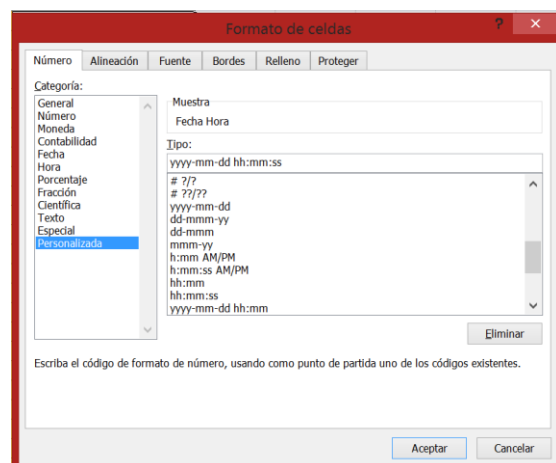 Formato de celdas
? ×
Número Alineación Fuente Bordes Relleno Proteger
Categoría:
General
Número
Moneda
Contabilidad
Fecha
Hora
Porcentaje
Fracción
Científica
Texto
Especial
Personalizada
Muestra
Fecha Hora
Tipo:
yyyy-mm-dd hh:mm:ss
# ?/?
# ??/??
yyyy-mm-dd
dd-mmm-yy
dd-mmm
mmm-yy
h:mm AM/PM
h:mm:ss AM/PM
hh:mm
hh:mm:ss
yyyy-mm-dd hh:mm
Eliminar
Escriba el código de formato de número, usando como punto de partida uno de los códigos existentes.
Aceptar Cancelar